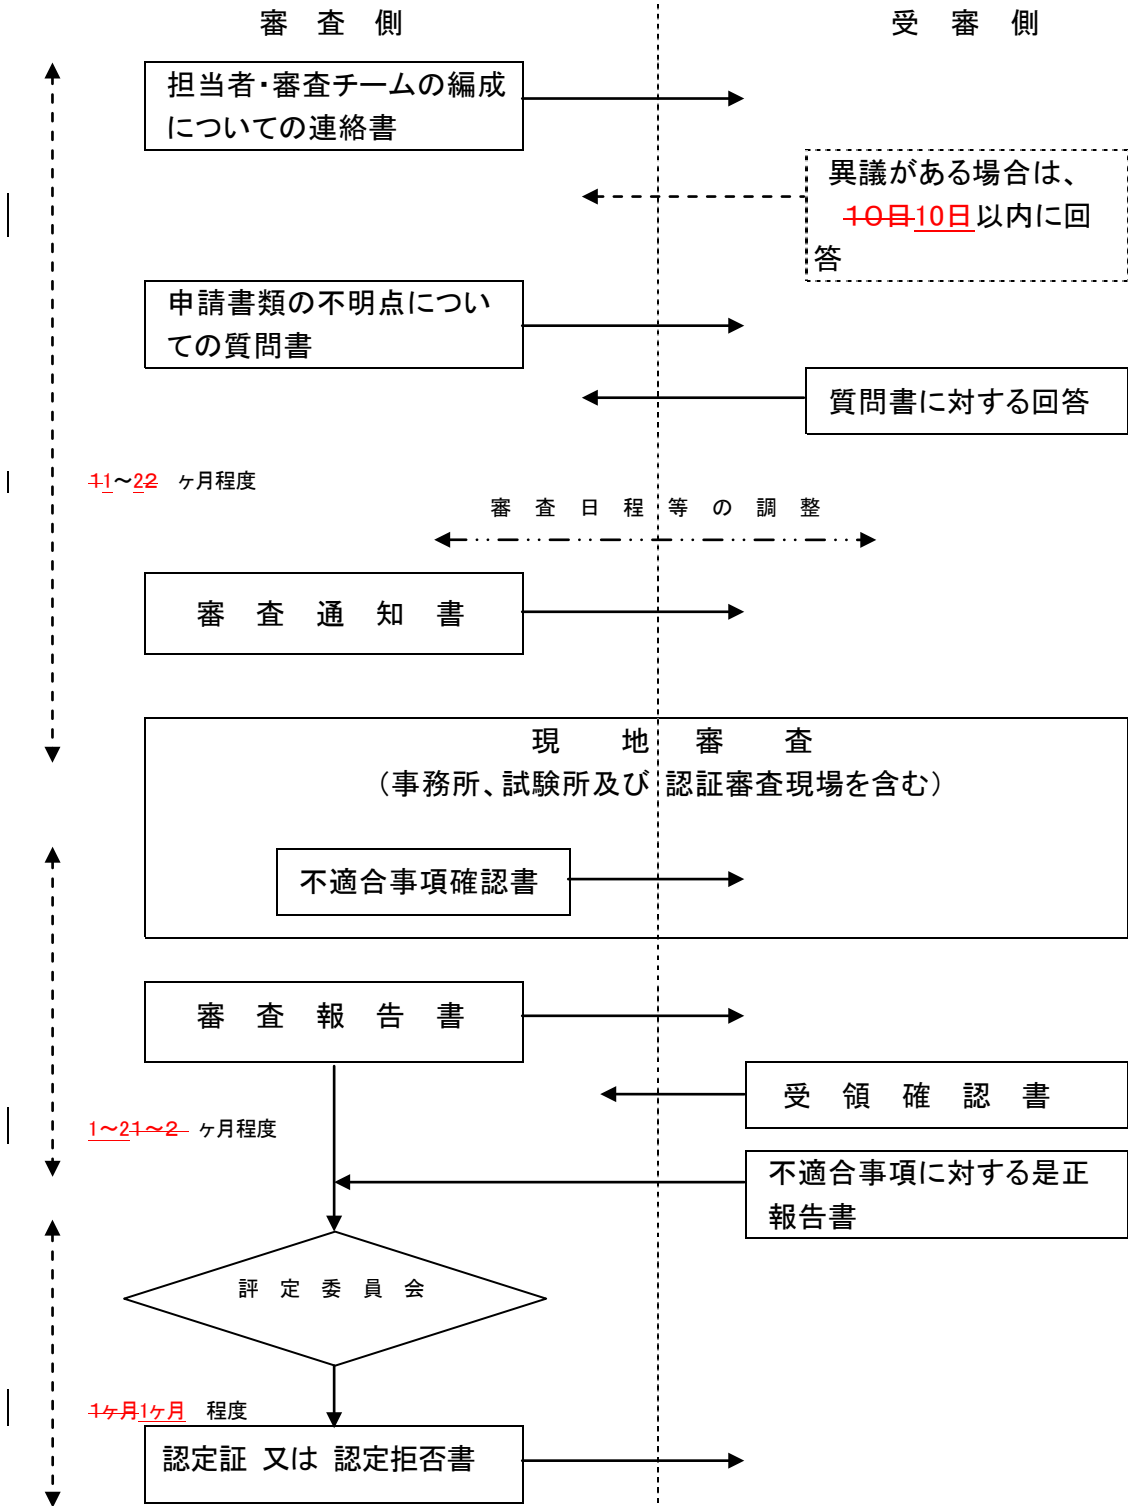 審 査 側
受 審 側
担当者・審査チームの編成
についての連絡書
異議がある場合は、
10日10日以内に回
答
申請書類の不明点につい
ての質問書
質問書に対する回答
11～22 ヶ月程度
審 査 日 程 等 の 調 整
審 査 通 知 書
現 地 審 査
（事務所、試験所及び 認証審査現場を含む）
不適合事項確認書
審 査 報 告 書
受 領 確 認 書
1～21～2 ヶ月程度
不適合事項に対する是正
報告書
評 定 委 員 会
1ヶ月1ヶ月 程度
認定証 又は 認定拒否書